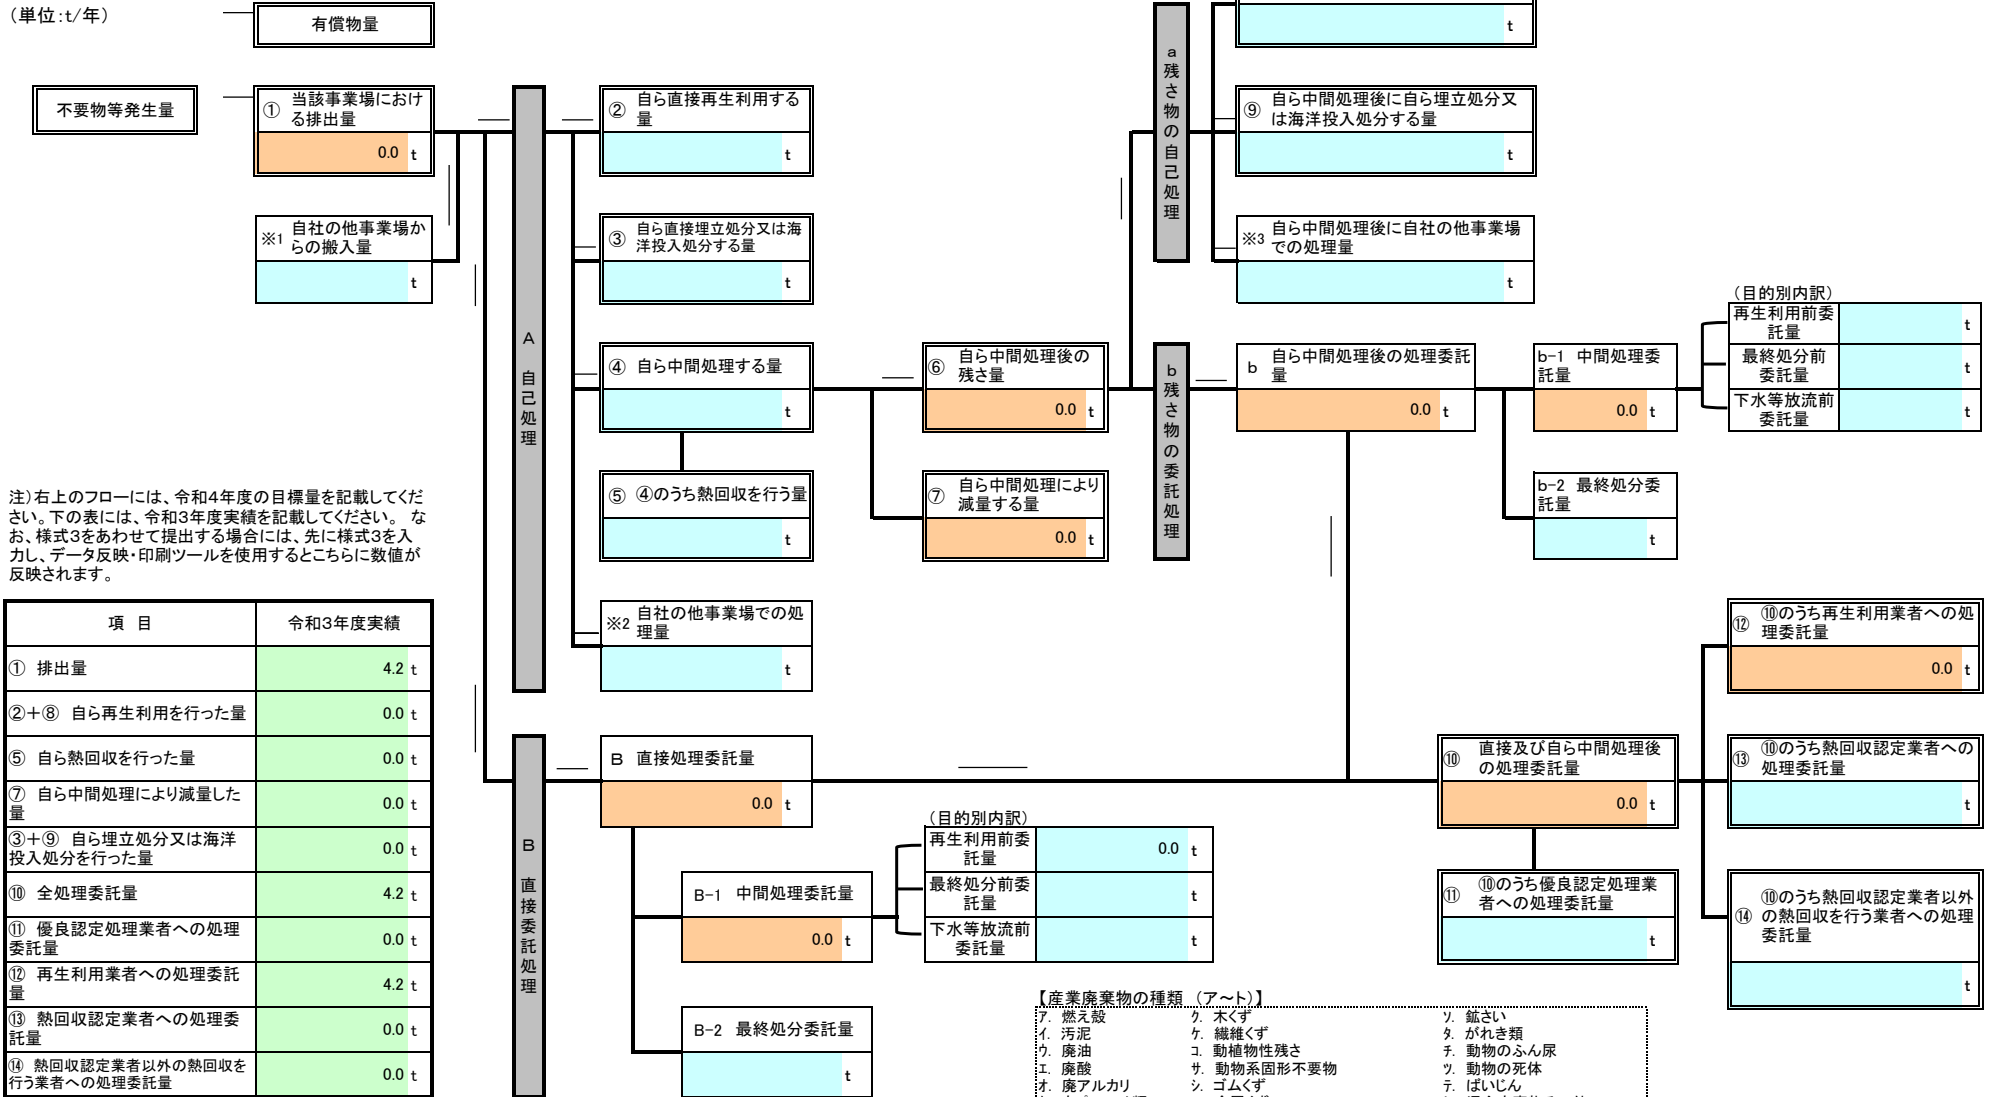 （単位:t/年）
有償物量
t
不要物等発生量
① 当該事業場におけ
る排出量
0.0 t
※1 自社の他事業場か
らの搬入量
t
A 自己処理
② 自ら直接再生利用する
量
t
③ 自ら直接埋立処分又は海
洋投入処分する量
t
④ 自ら中間処理する量
t
⑤ ④のうち熱回収を行う量
t
※2 自社の他事業場での処
理量
t
⑥ 自ら中間処理後の
残さ量
0.0 t
⑦ 自ら中間処理により
減量する量
0.0 t
a 残さ物の自己処理
⑨ 自ら中間処理後に自ら埋立処分又
は海洋投入処分する量
t
※3 自ら中間処理後に自社の他事業場
での処理量
t
b 残さ物の委託処理
b 自ら中間処理後の処理委託
量
0.0 t
b-1 中間処理委
託量
0.0 t
b-2 最終処分委
託量
t
（目的別内訳）
再生利用前委
託量
t
最終処分前
委託量
t
下水等放流前
委託量
t
注）右上のフローには、令和4年度の目標量を記載してくだ
さい。下の表には、令和3年度実績を記載してください。 な
お、様式3をあわせて提出する場合には、先に様式3を入
力し、データ反映・印刷ツールを使用するとこちらに数値が
反映されます。
項 目 令和3年度実績
① 排出量 4.2 t
②＋⑧ 自ら再生利用を行った量 0.0 t
⑤ 自ら熱回収を行った量 0.0 t
⑦ 自ら中間処理により減量した
量 0.0 t
③＋⑨ 自ら埋立処分又は海洋
投入処分を行った量 0.0 t
⑩ 全処理委託量 4.2 t
⑪ 優良認定処理業者への処理
委託量 0.0 t
⑫ 再生利用業者への処理委託
量 4.2 t
⑬ 熱回収認定業者への処理委
託量 0.0 t
⑭ 熱回収認定業者以外の熱回収を
行う業者への処理委託量 0.0 t
B 直接委託処理
B 直接処理委託量
0.0 t
B-1 中間処理委託量
0.0 t
B-2 最終処分委託量
t
（目的別内訳）
再生利用前委
託量
0.0 t
最終処分前委
託量
t
下水等放流前
委託量
t
⑩ 直接及び自ら中間処理後
の処理委託量
0.0 t
⑪ ⑩のうち優良認定処理業
者への処理委託量
t
⑫ ⑩のうち再生利用業者への処
理委託量
0.0 t
⑬ ⑩のうち熱回収認定業者への
処理委託量
t
⑭ ⑩のうち熱回収認定業者以外
の熱回収を行う業者への処理
委託量
t
【産業廃棄物の種類 （ア～ト）】
ア. 燃え殻 ク. 木くず ソ. 鉱さい
イ. 汚泥 ケ. 繊維くず タ. がれき類
ウ. 廃油 コ. 動植物性残さ チ. 動物のふん尿
エ. 廃酸 サ. 動物系固形不要物 ツ. 動物の死体
オ. 廃アルカリ シ. ゴムくず テ. ばいじん